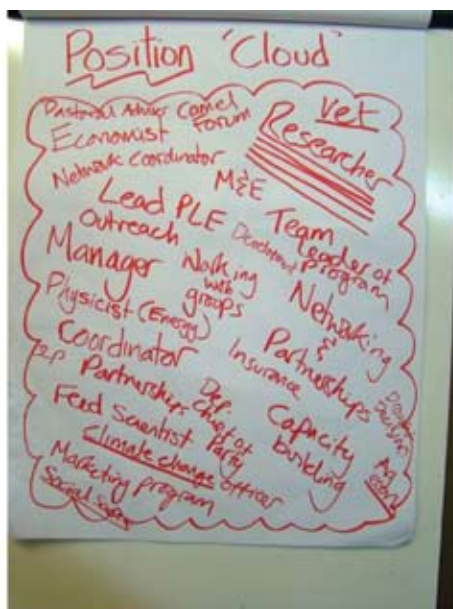 Position 'Cloud'
Pastoral Adviser
Camel Forum
Vet
Economist
Researcher
Network Coordinator
M&E
Lead PLE
Team Leader of Program
Outreach
Manager
Working with groups
Networking & Partnerships
Physicist (Energy)
Coordinator
Insurance
Partnerships
Dep. Chief of Party
Capacity building
Feed Scientist
Climate change officer
Marketing program
Social